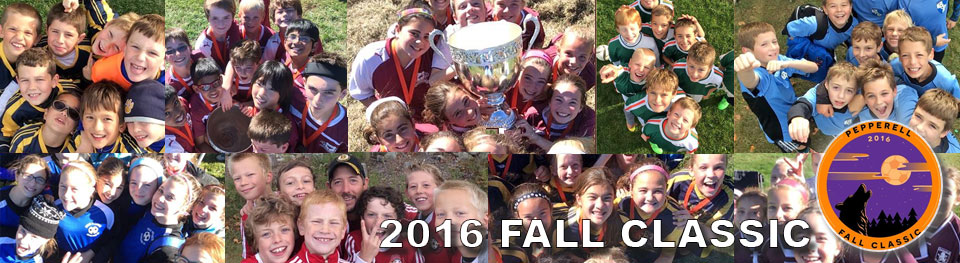 PEPPERELL
2016
FALL CLASSIC
2016 FALL CLASSIC